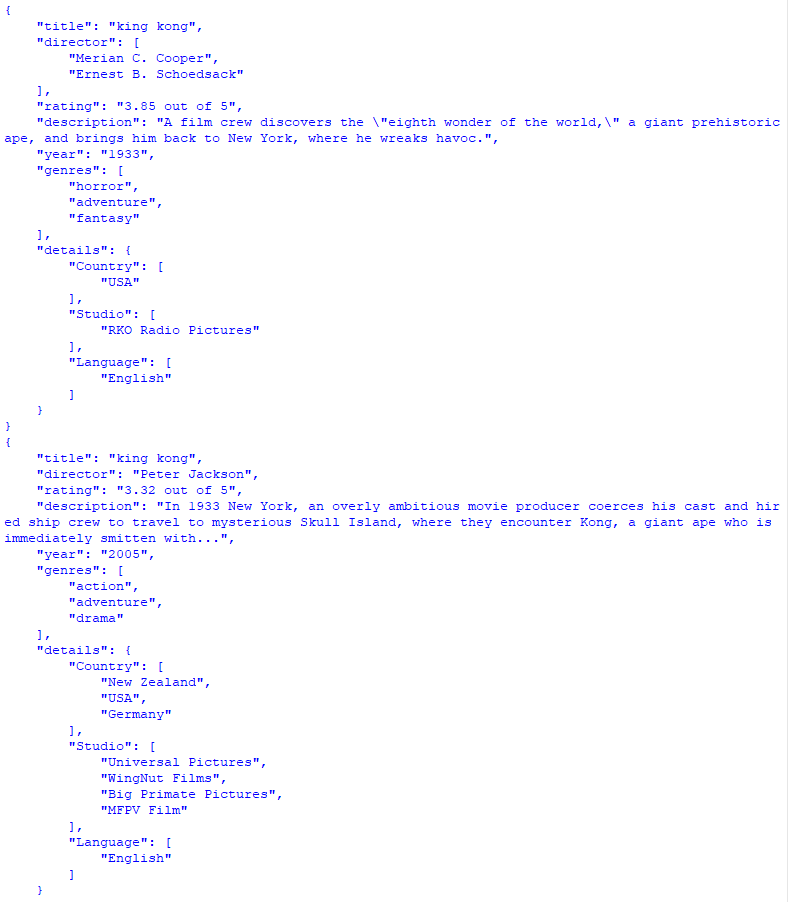 {
    "title": "king kong",
    "director": [
        "Merian C. Cooper",
        "Ernest B. Schoedsack"
    ],
    "rating": "3.85 out of 5",
    "description": "A film crew discovers the \"eighth wonder of the world,\" a giant prehistoric
ape, and brings him back to New York, where he wreaks havoc.",
    "year": "1933",
    "genres": [
        "horror",
        "adventure",
        "fantasy"
    ],
    "details": {
        "Country": [
            "USA"
        ],
        "Studio": [
            "RKO Radio Pictures"
        ],
        "Language": [
            "English"
        ]
    }
}
{
    "title": "king kong",
    "director": "Peter Jackson",
    "rating": "3.32 out of 5",
    "description": "In 1933 New York, an overly ambitious movie producer coerces his cast and hir
ed ship crew to travel to mysterious Skull Island, where they encounter Kong, a giant ape who is
immediately smitten with...",
    "year": "2005",
    "genres": [
        "action",
        "adventure",
        "drama"
    ],
    "details": {
        "Country": [
            "New Zealand",
            "USA",
            "Germany"
        ],
        "Studio": [
            "Universal Pictures",
            "WingNut Films",
            "Big Primate Pictures",
            "MFPV Film"
        ],
        "Language": [
            "English"
        ]
    }